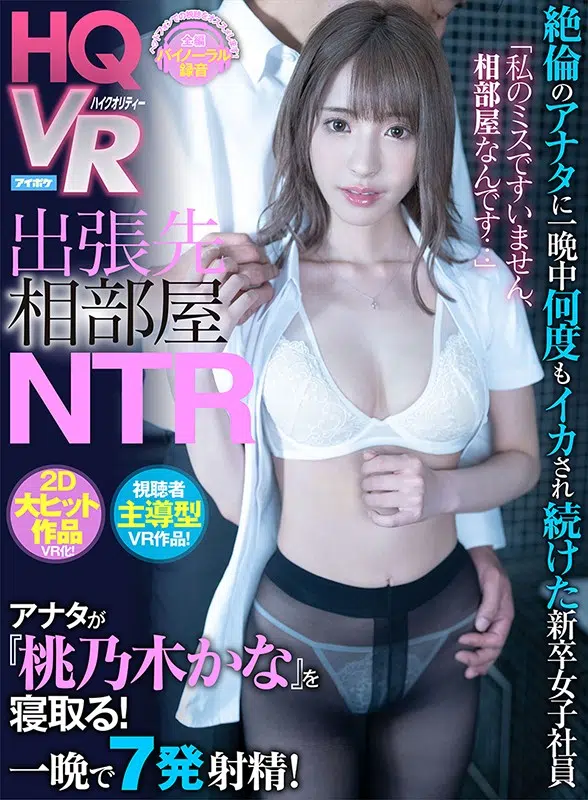 HQ
VR
ハイクオリティー
アイポケ
全編
バイノーラル
録音
絶倫のアナタに一晩中何度もイカされ続けた新卒女子社員
「私のミスですいません、
相部屋なんです…」
出張先
相部屋
NTR
2D
大ヒット
作品
VR化!
視聴者
主導型
VR作品!
アナタが
『桃乃木かな』を
寝取る!
一晩で7発射精!